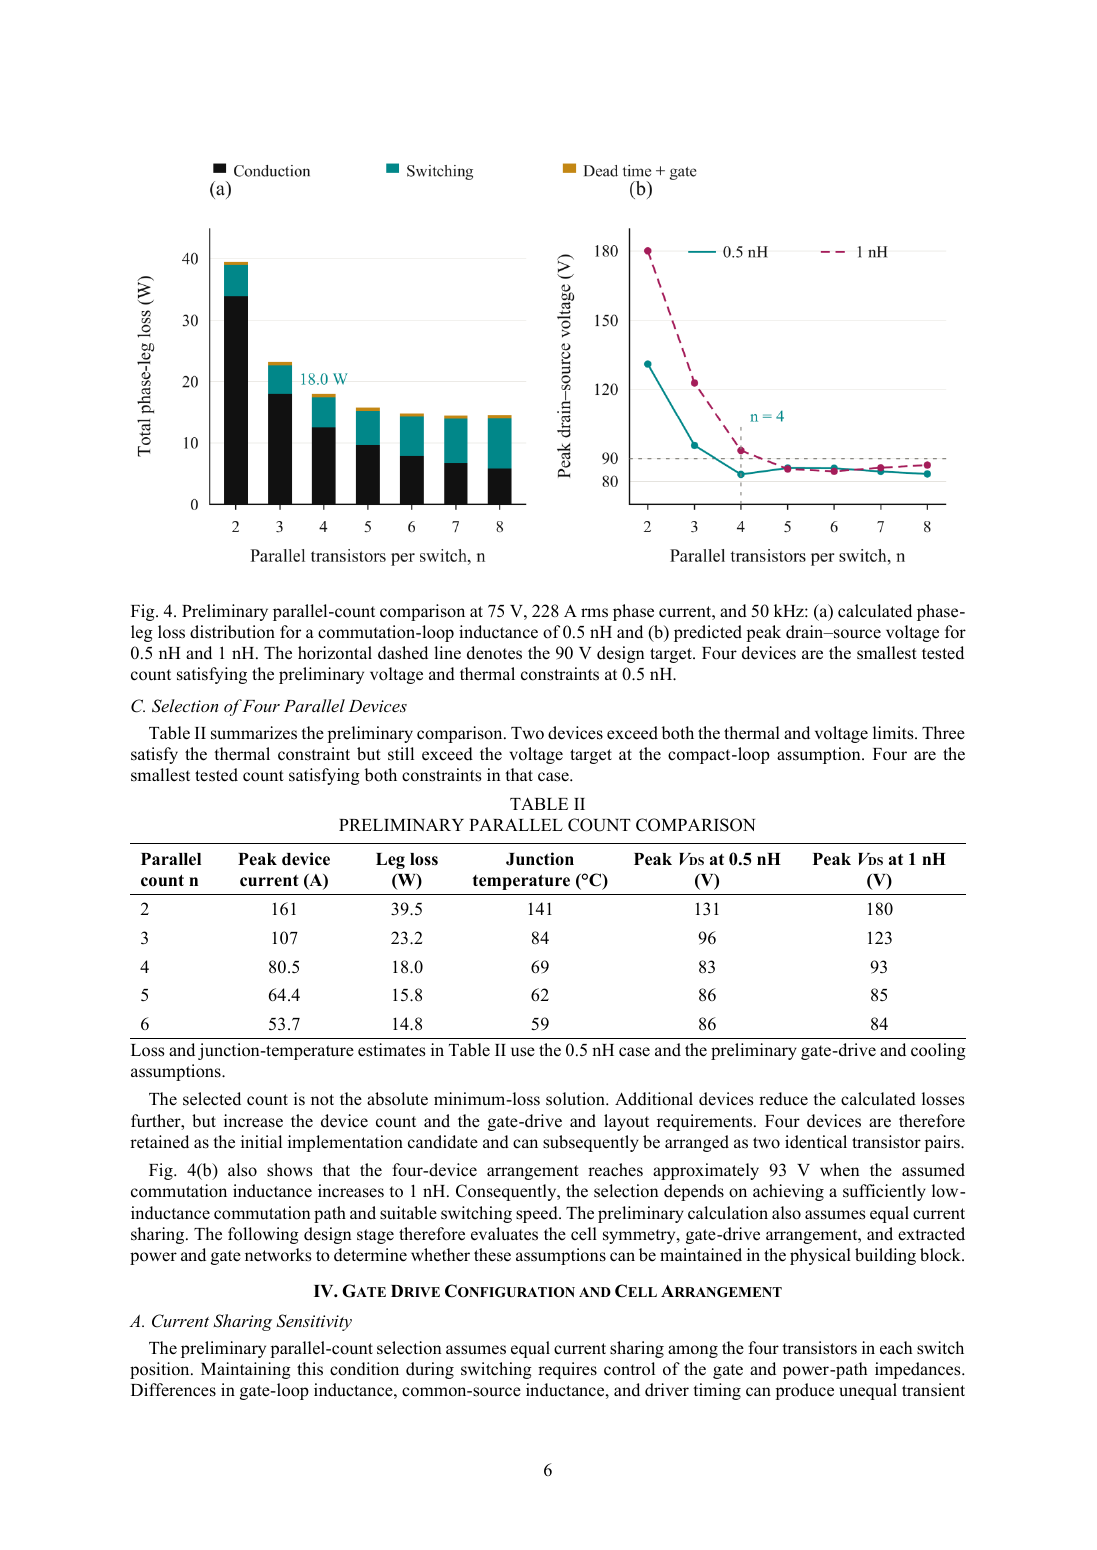 Conduction Switching Dead time + gate
(a) (b)
Total phase-leg loss (W)
40
30
20
10
0
18.0 W
2 3 4 5 6 7 8
Parallel transistors per switch, n
Peak drain–source voltage (V)
180
150
120
90
80
0.5 nH 1 nH
n = 4
2 3 4 5 6 7 8
Parallel transistors per switch, n
Fig. 4. Preliminary parallel-count comparison at 75 V, 228 A rms phase current, and 50 kHz: (a) calculated phase-
leg loss distribution for a commutation-loop inductance of 0.5 nH and (b) predicted peak drain–source voltage for
0.5 nH and 1 nH. The horizontal dashed line denotes the 90 V design target. Four devices are the smallest tested
count satisfying the preliminary voltage and thermal constraints at 0.5 nH.
C. Selection of Four Parallel Devices
Table II summarizes the preliminary comparison. Two devices exceed both the thermal and voltage limits. Three
satisfy the thermal constraint but still exceed the voltage target at the compact-loop assumption. Four are the
smallest tested count satisfying both constraints in that case.
TABLE II
PRELIMINARY PARALLEL COUNT COMPARISON
Parallel Peak device Leg loss Junction Peak VDS at 0.5 nH Peak VDS at 1 nH
count n current (A) (W) temperature (°C) (V) (V)
2 161 39.5 141 131 180
3 107 23.2 84 96 123
4 80.5 18.0 69 83 93
5 64.4 15.8 62 86 85
6 53.7 14.8 59 86 84
Loss and junction-temperature estimates in Table II use the 0.5 nH case and the preliminary gate-drive and cooling
assumptions.
The selected count is not the absolute minimum-loss solution. Additional devices reduce the calculated losses
further, but increase the device count and the gate-drive and layout requirements. Four devices are therefore
retained as the initial implementation candidate and can subsequently be arranged as two identical transistor pairs.
Fig. 4(b) also shows that the four-device arrangement reaches approximately 93 V when the assumed
commutation inductance increases to 1 nH. Consequently, the selection depends on achieving a sufficiently low-
inductance commutation path and suitable switching speed. The preliminary calculation also assumes equal current
sharing. The following design stage therefore evaluates the cell symmetry, gate-drive arrangement, and extracted
power and gate networks to determine whether these assumptions can be maintained in the physical building block.
IV. GATE DRIVE CONFIGURATION AND CELL ARRANGEMENT
A. Current Sharing Sensitivity
The preliminary parallel-count selection assumes equal current sharing among the four transistors in each switch
position. Maintaining this condition during switching requires control of the gate and power-path impedances.
Differences in gate-loop inductance, common-source inductance, and driver timing can produce unequal transient
6